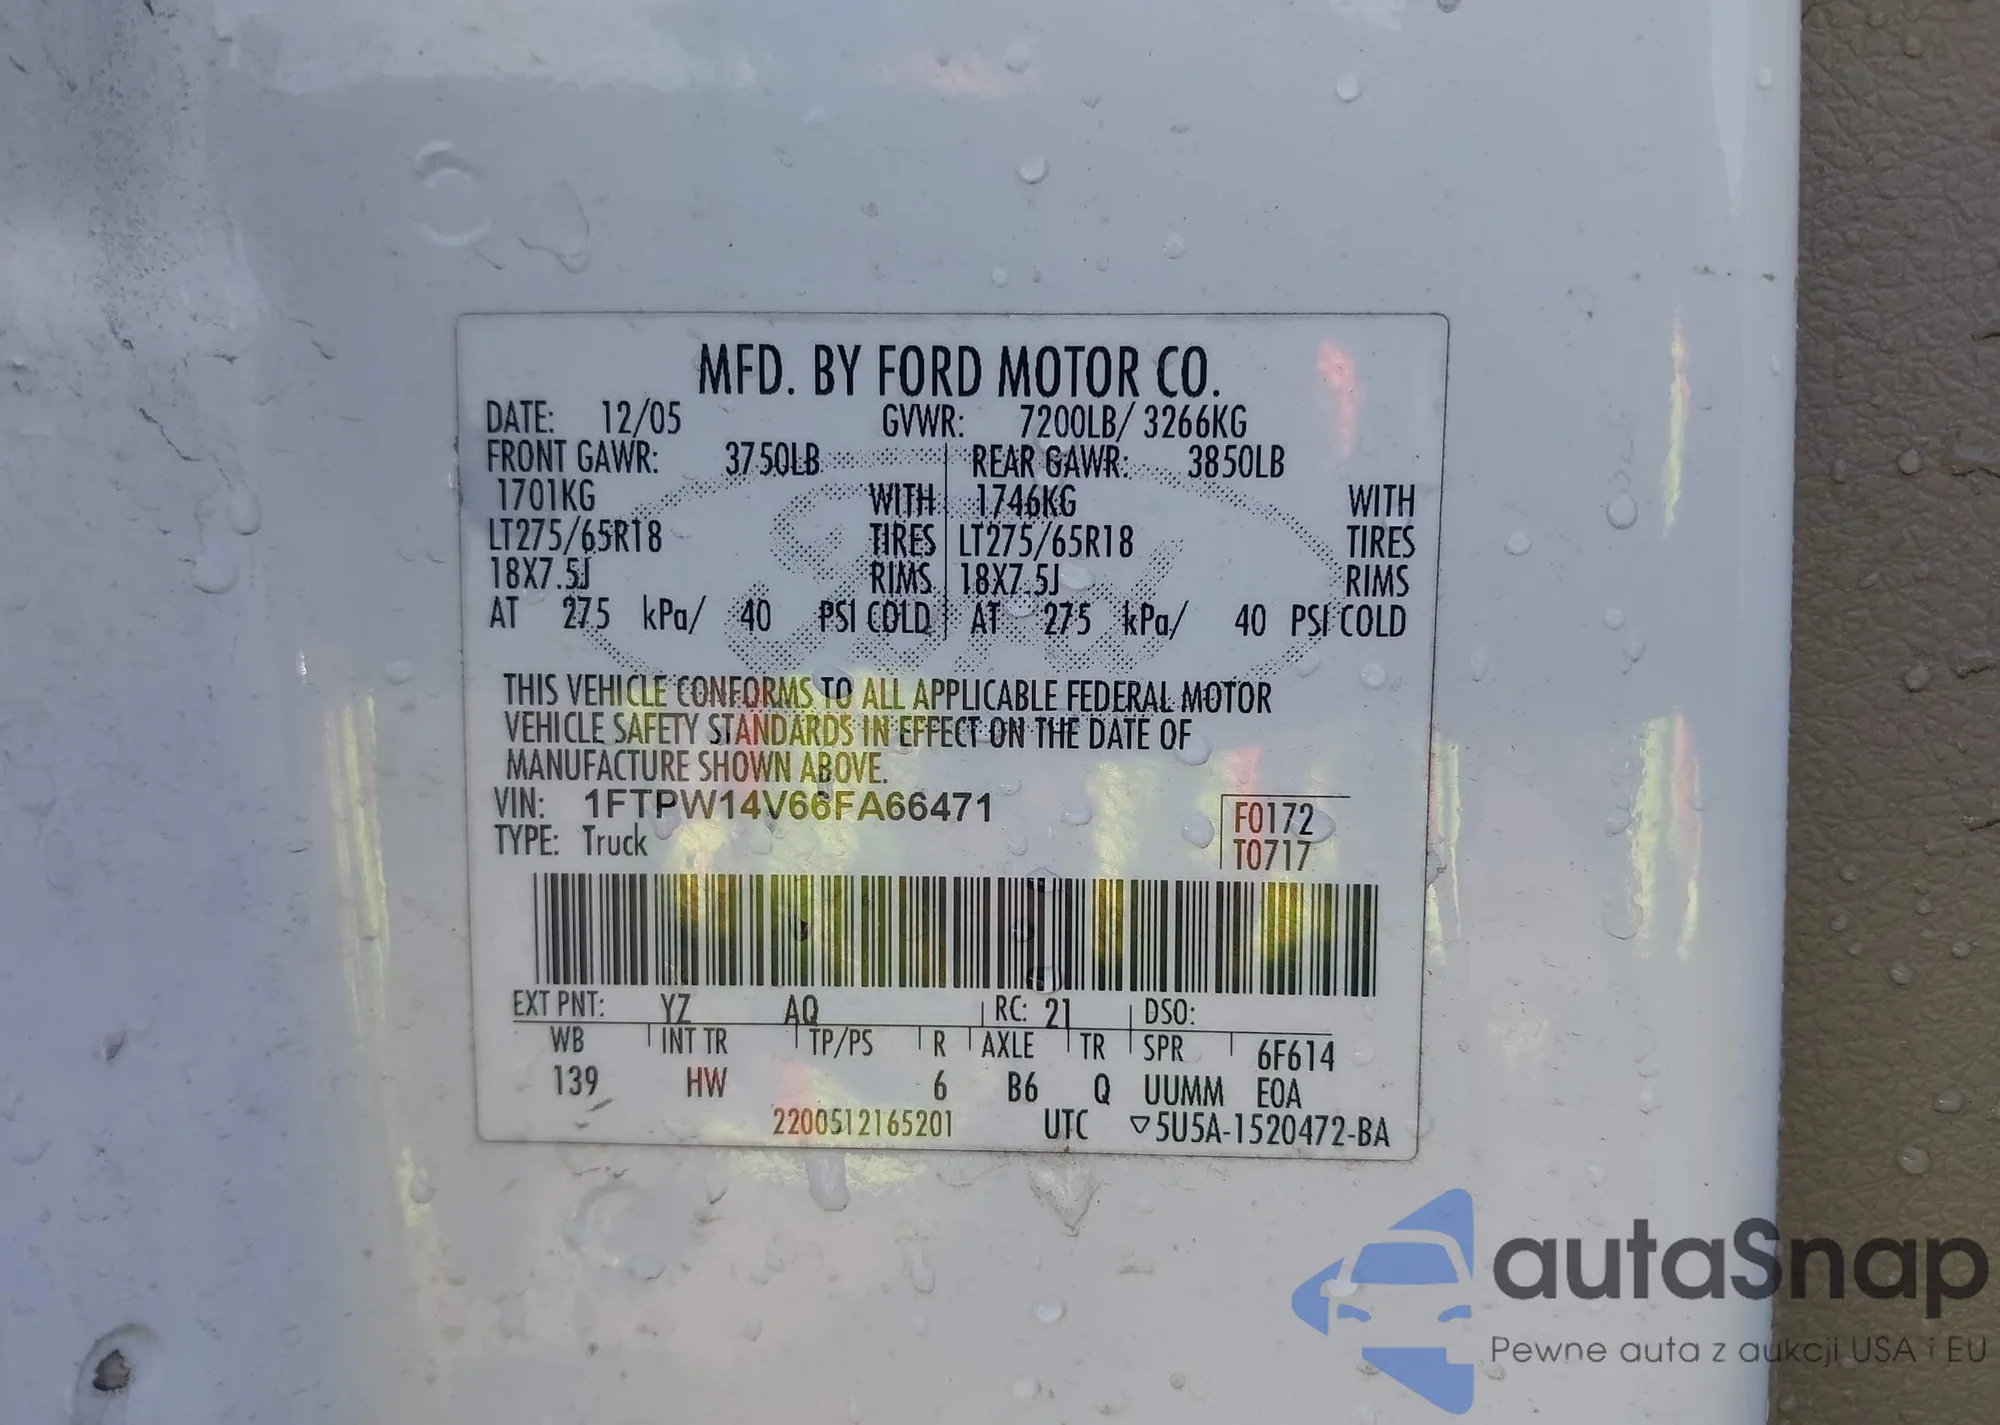 MFD. BY FORD MOTOR CO.
DATE: 12/05 GVWR: 7200LB/ 3266KG
FRONT GAWR: 3750LB REAR GAWR: 3850LB
1701KG WITH 1746KG WITH
LT275/65R18 TIRES LT275/65R18 TIRES
18X7.5J RIMS 18X7.5J RIMS
AT 275 kPa/ 40 PSI COLD AT 275 kPa/ 40 PSI COLD
THIS VEHICLE CONFORMS TO ALL APPLICABLE FEDERAL MOTOR
VEHICLE SAFETY STANDARDS IN EFFECT ON THE DATE OF
MANUFACTURE SHOWN ABOVE.
VIN: 1FTPW14V66FA66471
F0172
TYPE: Truck
T0717
EXT PNT: YZ AQ RC: 21 DSO:
WB INT TR TP/PS R AXLE TR SPR 6F614
139 HW 6 B6 Q UUMM E0A
2200512165201 UTC ▽5U5A-1520472-BA
autaSnap
Pewne auta z aukcji USA i EU